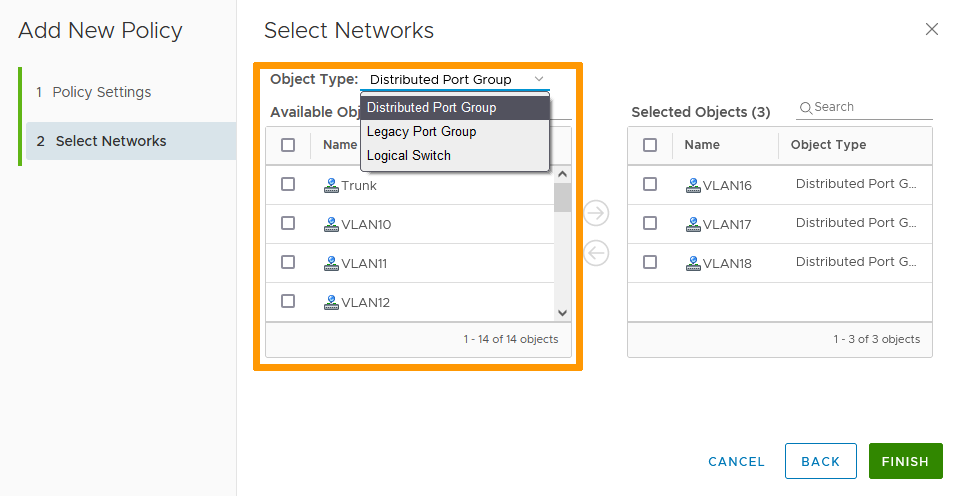 Add New Policy
1 Policy Settings
2 Select Networks
Select Networks
Object Type: Distributed Port Group
Distributed Port Group
Legacy Port Group
Logical Switch
Available Obj
Name
Trunk
VLAN10
VLAN11
VLAN12
1 - 14 of 14 objects
Selected Objects (3)
Search
Name Object Type
VLAN16 Distributed Port G...
VLAN17 Distributed Port G...
VLAN18 Distributed Port G...
1 - 3 of 3 objects
CANCEL BACK FINISH